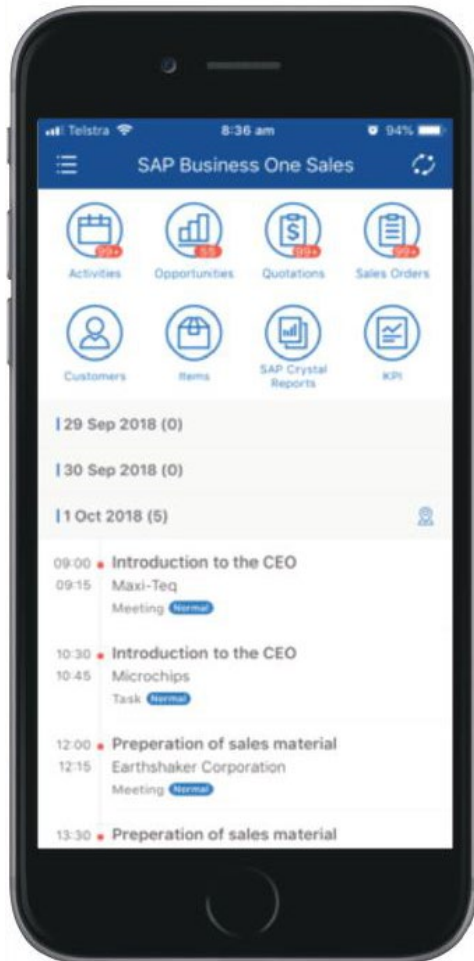 Telstra 8:36 am 94%
SAP Business One Sales
99+ 55 99+ 99+
Activities Opportunities Quotations Sales Orders
Customers Items SAP Crystal Reports KPI
29 Sep 2018 (0)
30 Sep 2018 (0)
1 Oct 2018 (5)
09:00 Introduction to the CEO
09:15 Maxi-Teq
Meeting Normal
10:30 Introduction to the CEO
10:45 Microchips
Task Normal
12:00 Preperation of sales material
12:15 Earthshaker Corporation
Meeting Normal
13:30 Preperation of sales material